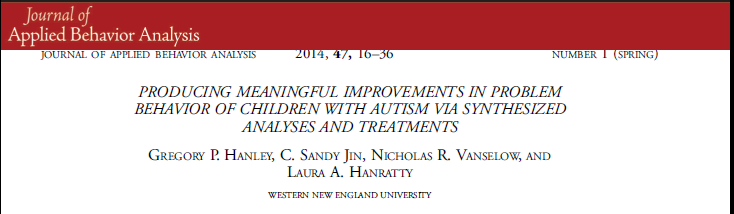 Journal of
Applied Behavior Analysis
JOURNAL OF APPLIED BEHAVIOR ANALYSIS 2014, 47, 16–36 NUMBER 1 (SPRING)
PRODUCING MEANINGFUL IMPROVEMENTS IN PROBLEM
BEHAVIOR OF CHILDREN WITH AUTISM VIA SYNTHESIZED
ANALYSES AND TREATMENTS
GREGORY P. HANLEY, C. SANDY JIN, NICHOLAS R. VANSELOW, AND
LAURA A. HANRATTY
WESTERN NEW ENGLAND UNIVERSITY